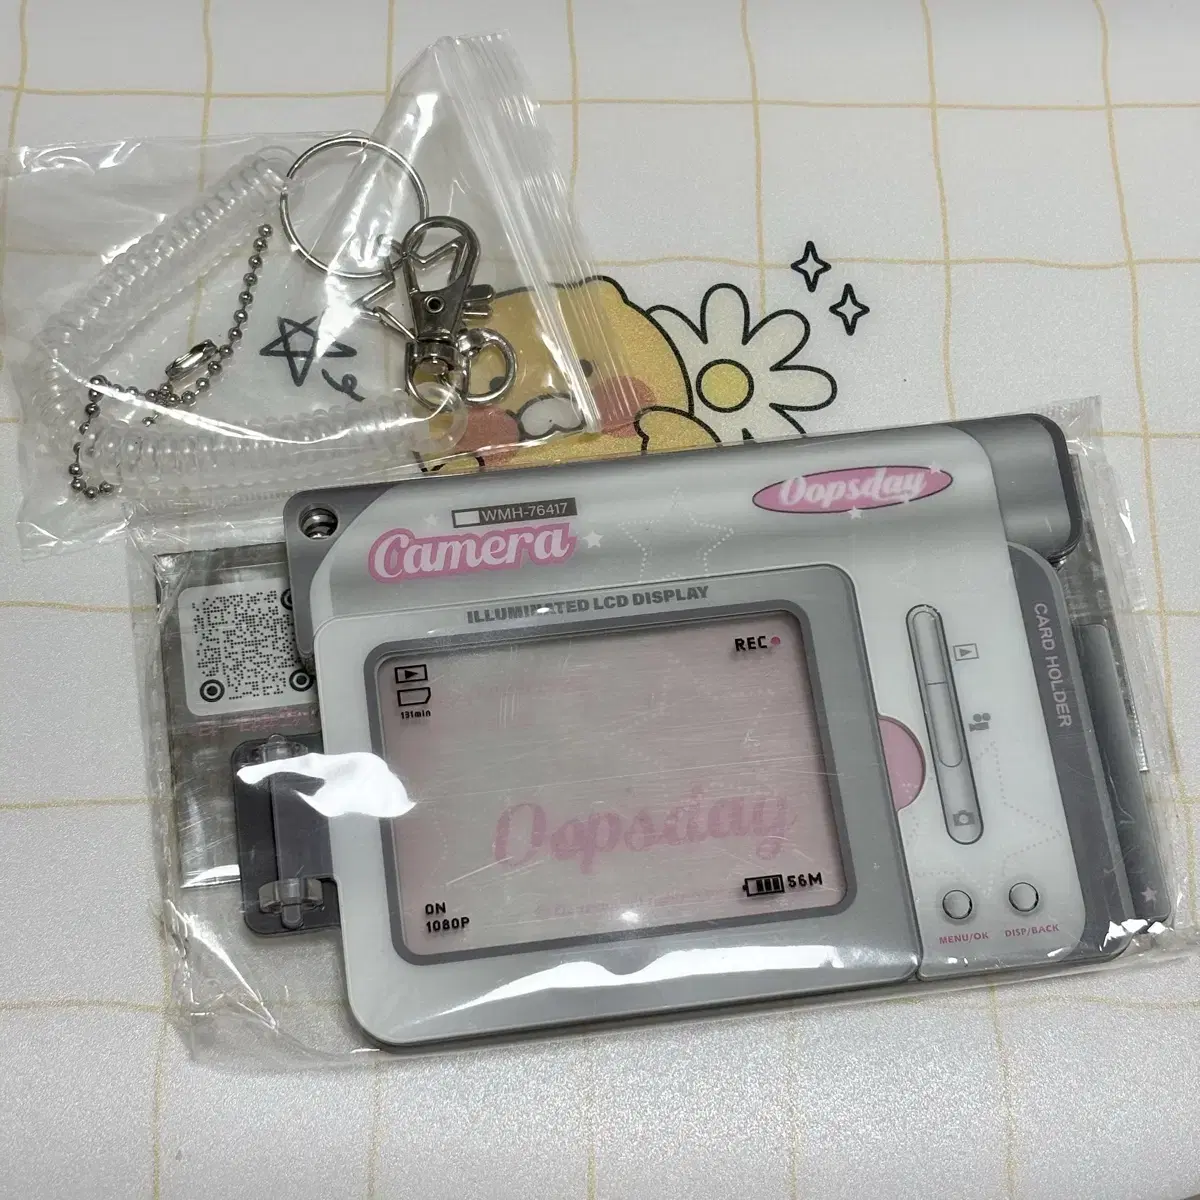 WMH-76417
Oopsday
Camera
ILLUMINATED LCD DISPLAY
REC
131min
CARD HOLDER
Oopsday
56M
ON
1080P
MENU/OK
DISP/BACK